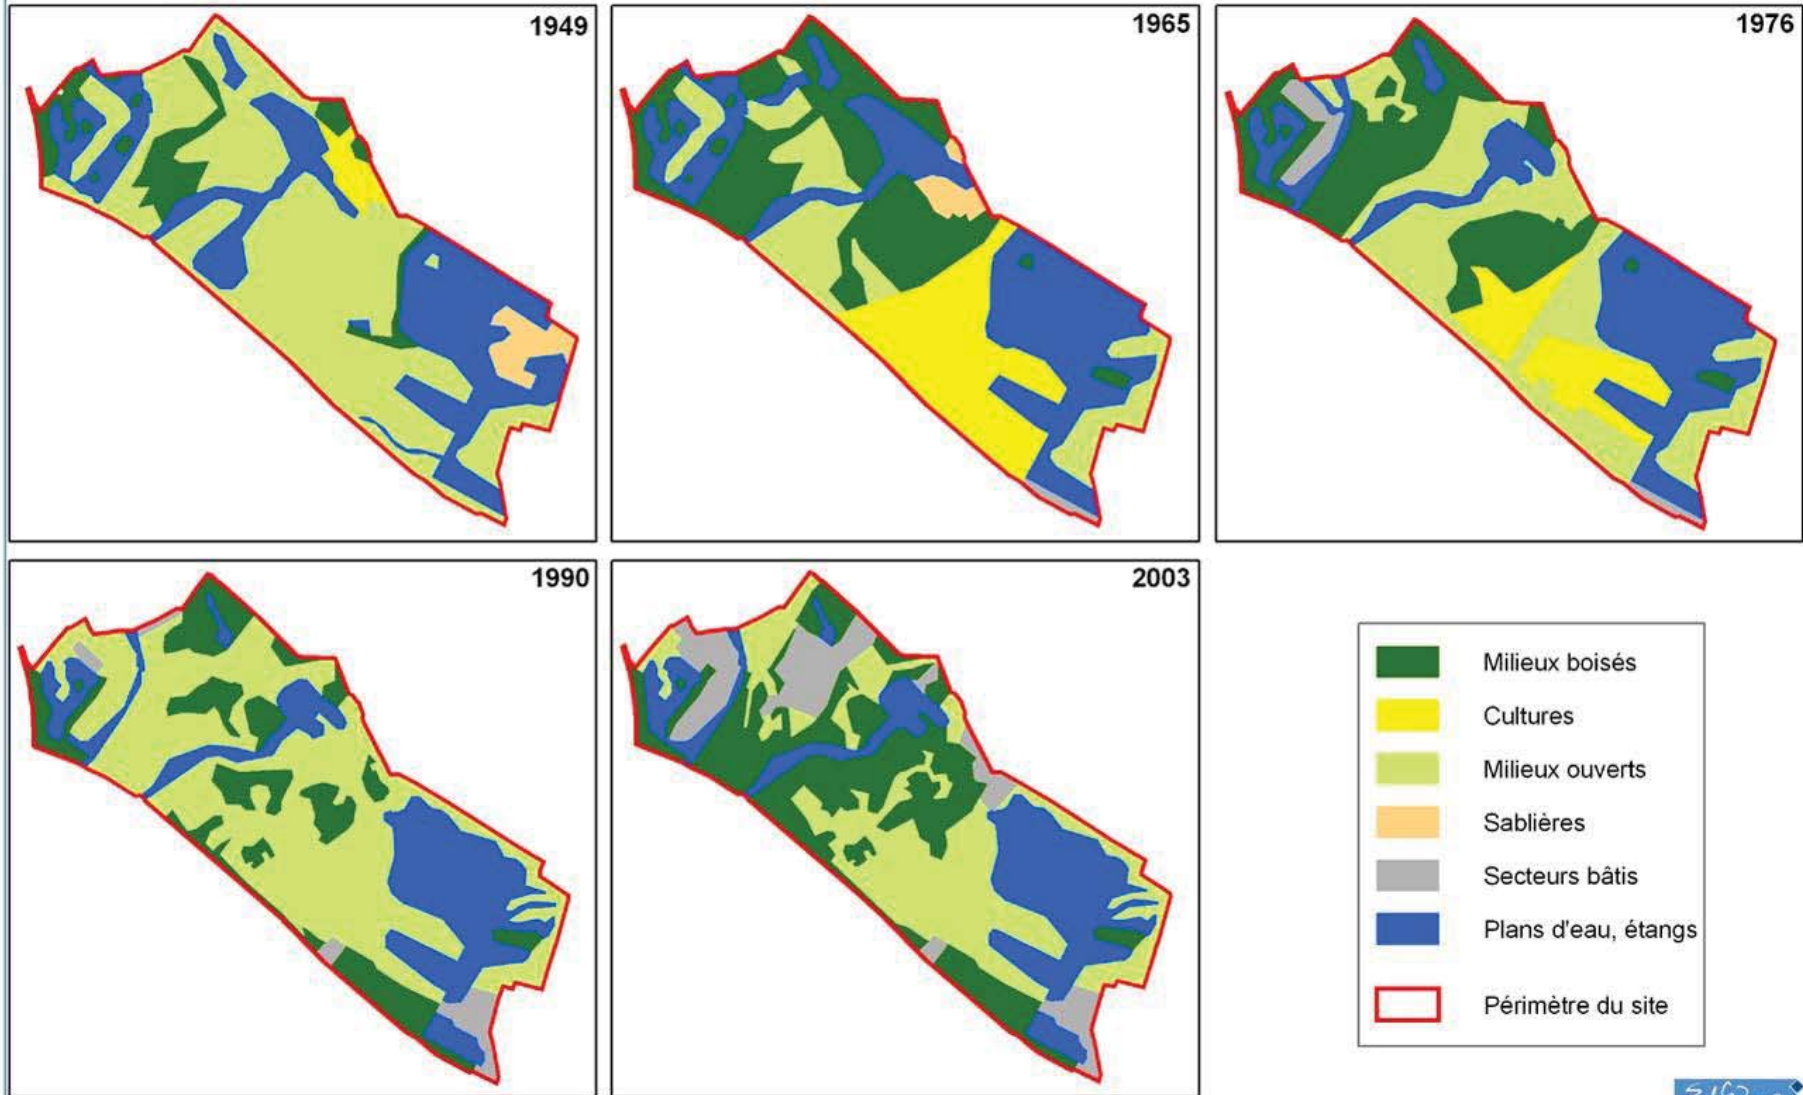 1949
1965
1976
1990
2003
Milieux boisés
Cultures
Milieux ouverts
Sablières
Secteurs bâtis
Plans d'eau, étangs
Périmètre du site